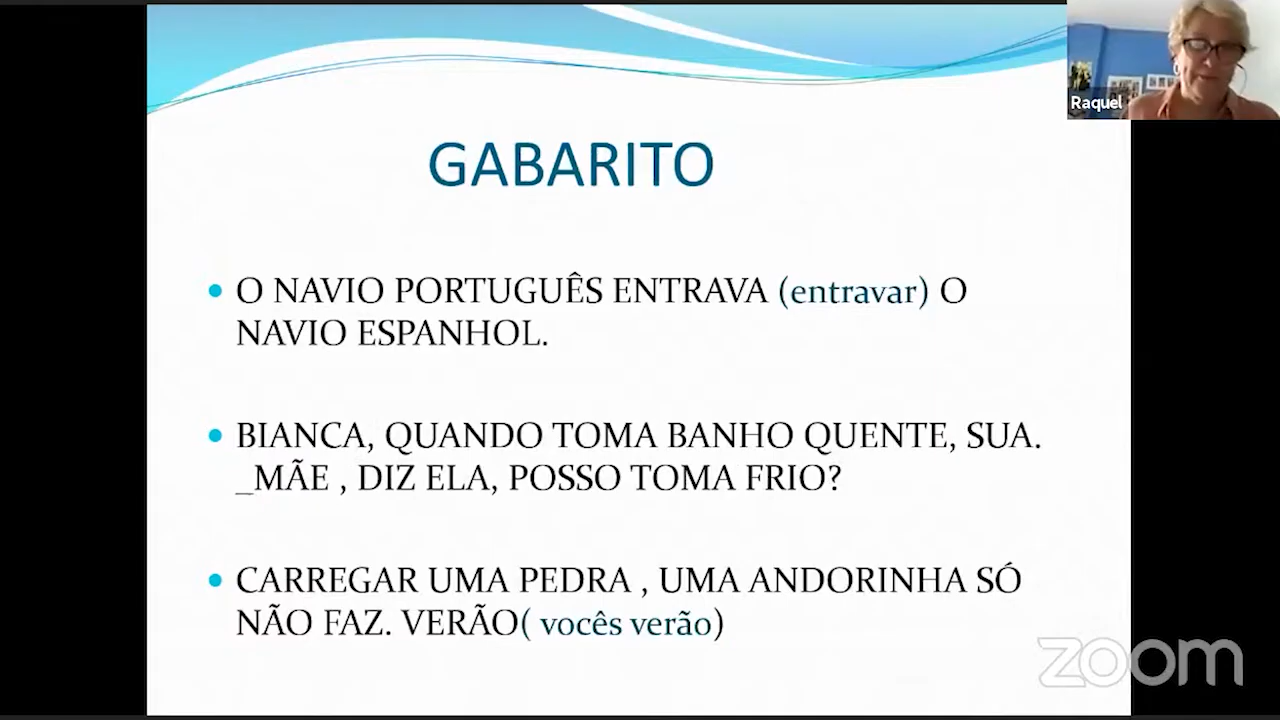 Raquel
GABARITO
• O NAVIO PORTUGUÊS ENTRAVA (entravar) O
NAVIO ESPANHOL.
• BIANCA, QUANDO TOMA BANHO QUENTE, SUA.
_MÃE , DIZ ELA, POSSO TOMA FRIO?
• CARREGAR UMA PEDRA , UMA ANDORINHA SÓ
NÃO FAZ. VERÃO( vocês verão)
zoom